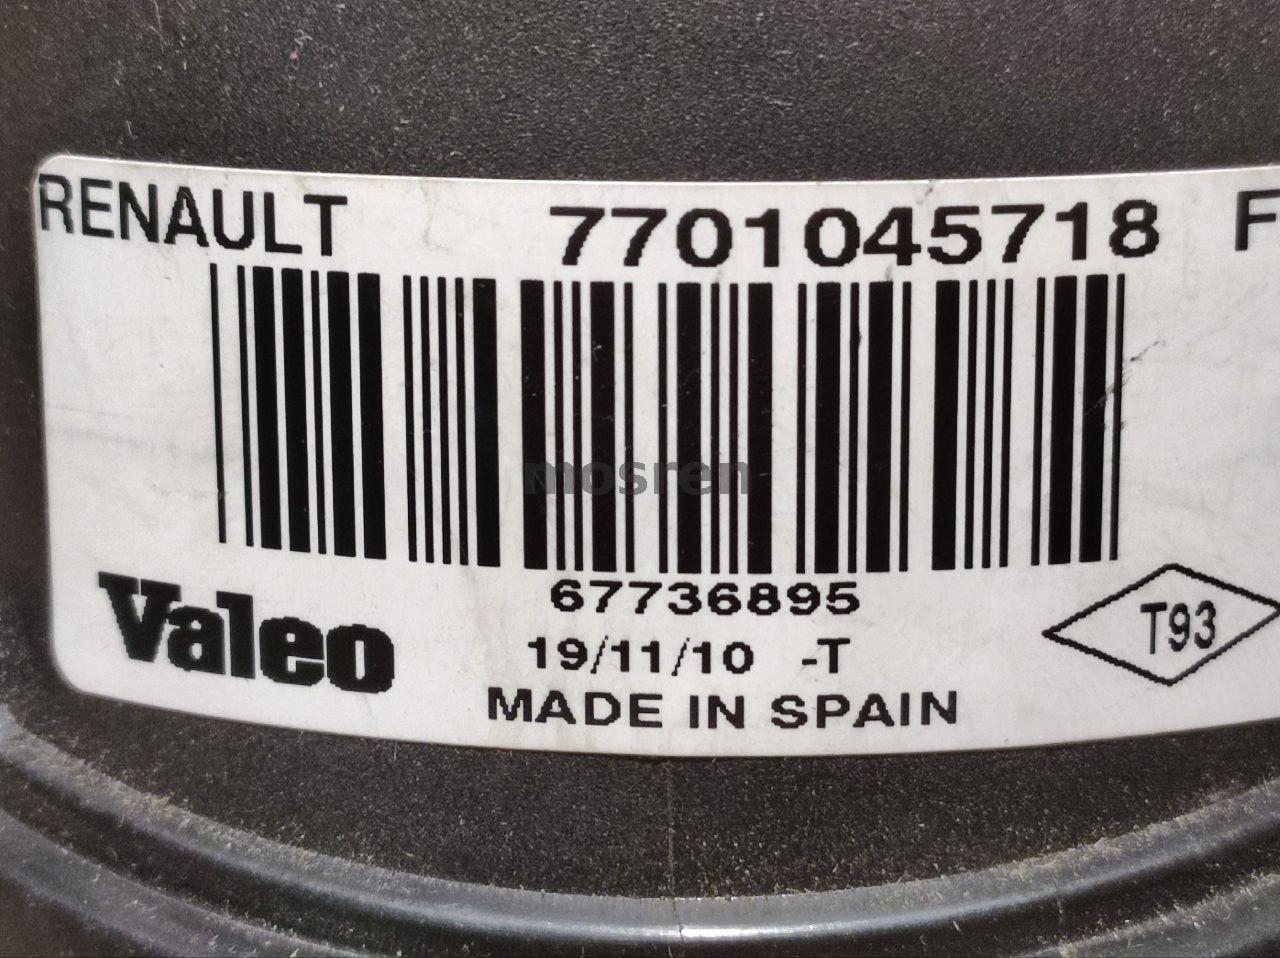 RENAULT 7701045718 F
mosren
67736895
Valeo 19/11/10 -T T93
MADE IN SPAIN